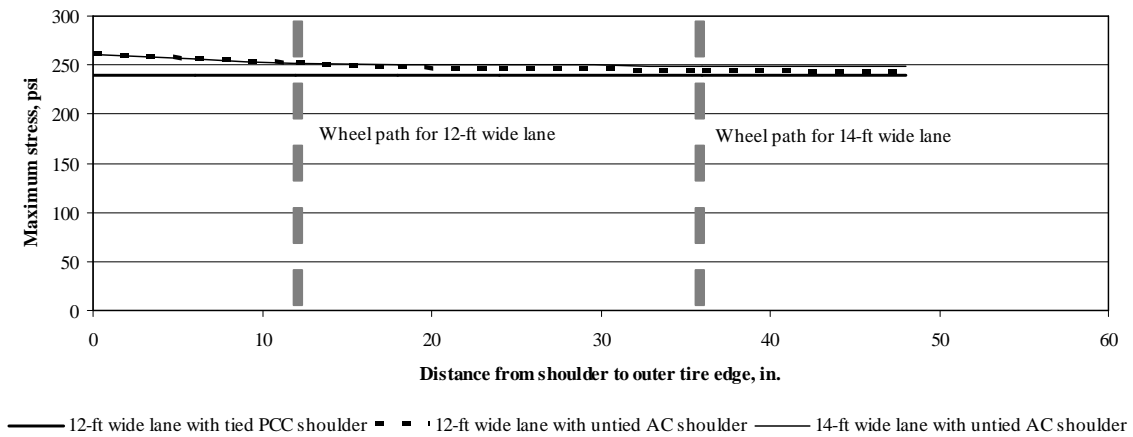 300
250
200
150
100
50
0
Maximum stress, psi
Wheel path for 12-ft wide lane
Wheel path for 14-ft wide lane
0 10 20 30 40 50 60
Distance from shoulder to outer tire edge, in.
12-ft wide lane with tied PCC shoulder 12-ft wide lane with untied AC shoulder 14-ft wide lane with untied AC shoulder